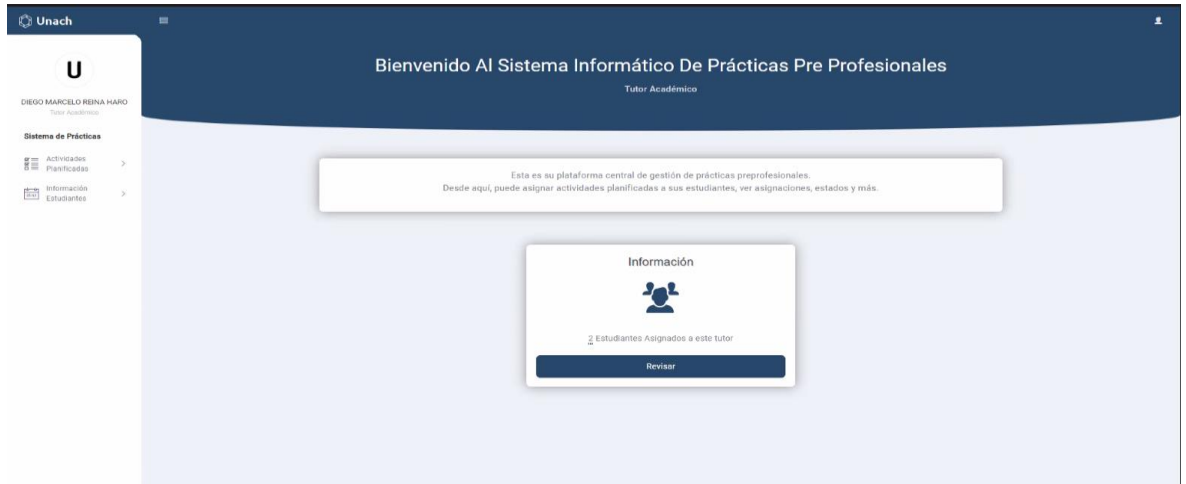 Unach
Bienvenido Al Sistema Informático De Prácticas Pre Profesionales
Tutor Académico
U
DIEGO MARCELO REINA HARO
Tutor Académico
Sistema de Prácticas
Actividades
Planificadas
Información
Estudiantes
Esta es su plataforma central de gestión de prácticas preprofesionales.
Desde aquí, puede asignar actividades planificadas a sus estudiantes, ver asignaciones, estados y más.
Información
2 Estudiantes Asignados a este tutor
Revisar